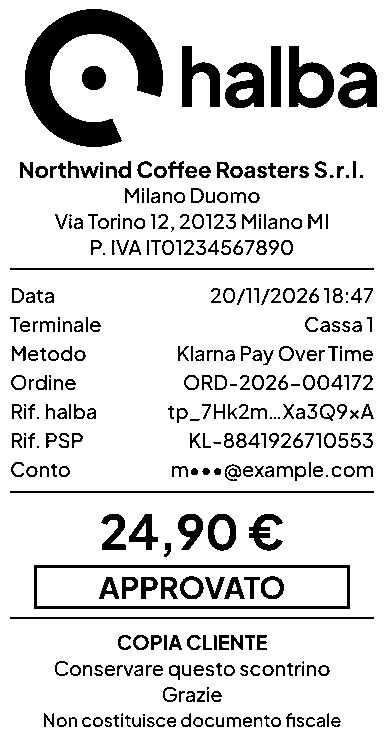 halba
Northwind Coffee Roasters S.r.l.
Milano Duomo
Via Torino 12, 20123 Milano MI
P. IVA IT01234567890
Data 20/11/2026 18:47
Terminale Cassa 1
Metodo Klarna Pay Over Time
Ordine ORD-2026-004172
Rif. halba tp_7Hk2m…Xa3Q9xA
Rif. PSP KL-8841926710553
Conto m•••@example.com
24,90 €
APPROVATO
COPIA CLIENTE
Conservare questo scontrino
Grazie
Non costituisce documento fiscale